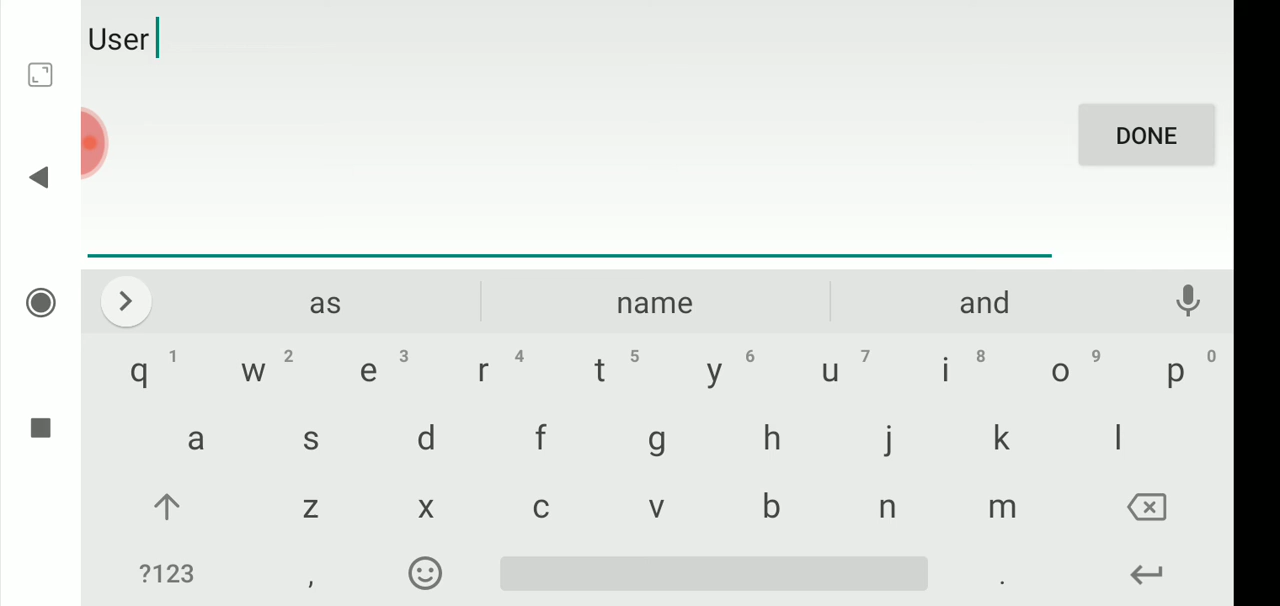 User
DONE
as name and
q 1 w 2 e 3 r 4 t 5 y 6 u 7 i 8 o 9 p 0
a s d f g h j k l
z x c v b n m
?123 , .